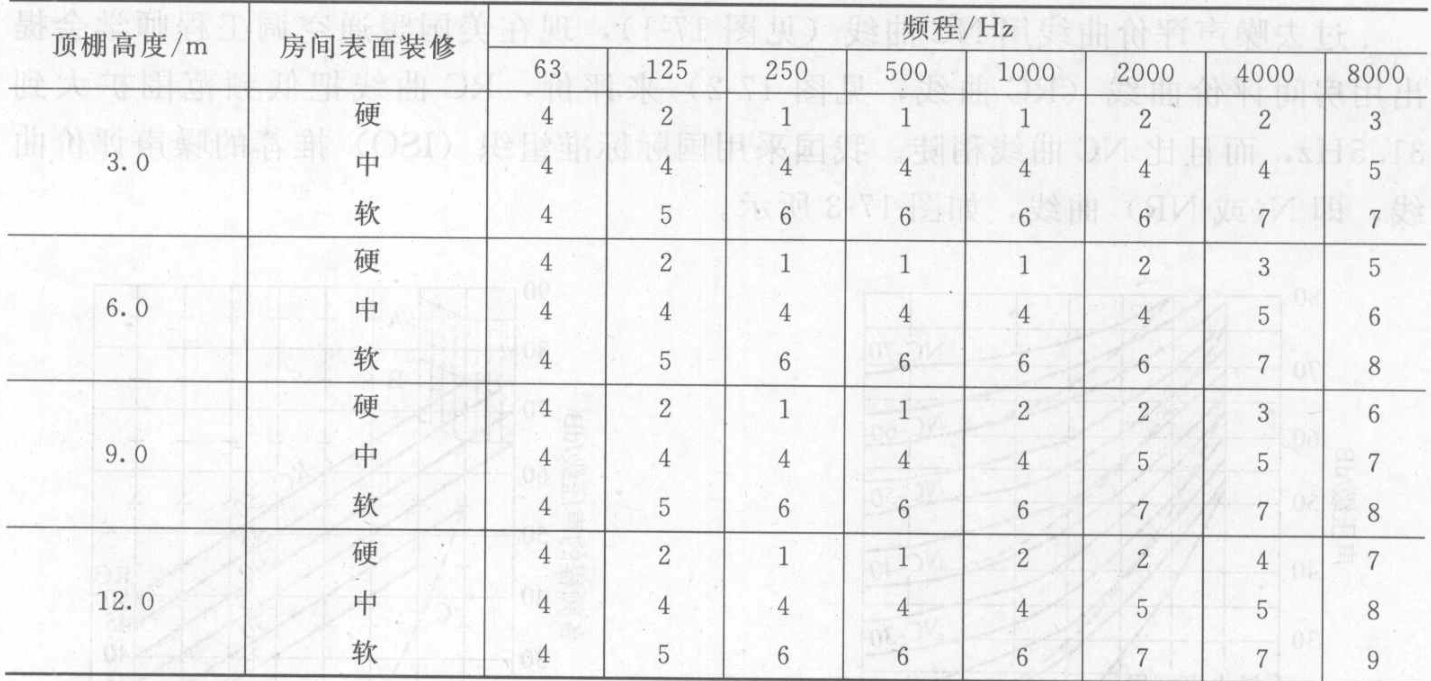 顶棚高度/m 房间表面装修 频程/Hz
63 125 250 500 1000 2000 4000 8000
硬 4 2 1 1 1 2 2 3
3.0 中 4 4 4 4 4 4 4 5
软 4 5 6 6 6 6 7 7
硬 4 2 1 1 1 2 3 5
6.0 中 4 4 4 4 4 4 5 6
软 4 5 6 6 6 6 7 8
硬 4 2 1 1 2 2 3 6
9.0 中 4 4 4 4 4 5 5 7
软 4 5 6 6 6 7 7 8
硬 4 2 1 1 2 2 4 7
12.0 中 4 4 4 4 4 5 5 8
软 4 5 6 6 6 7 7 9